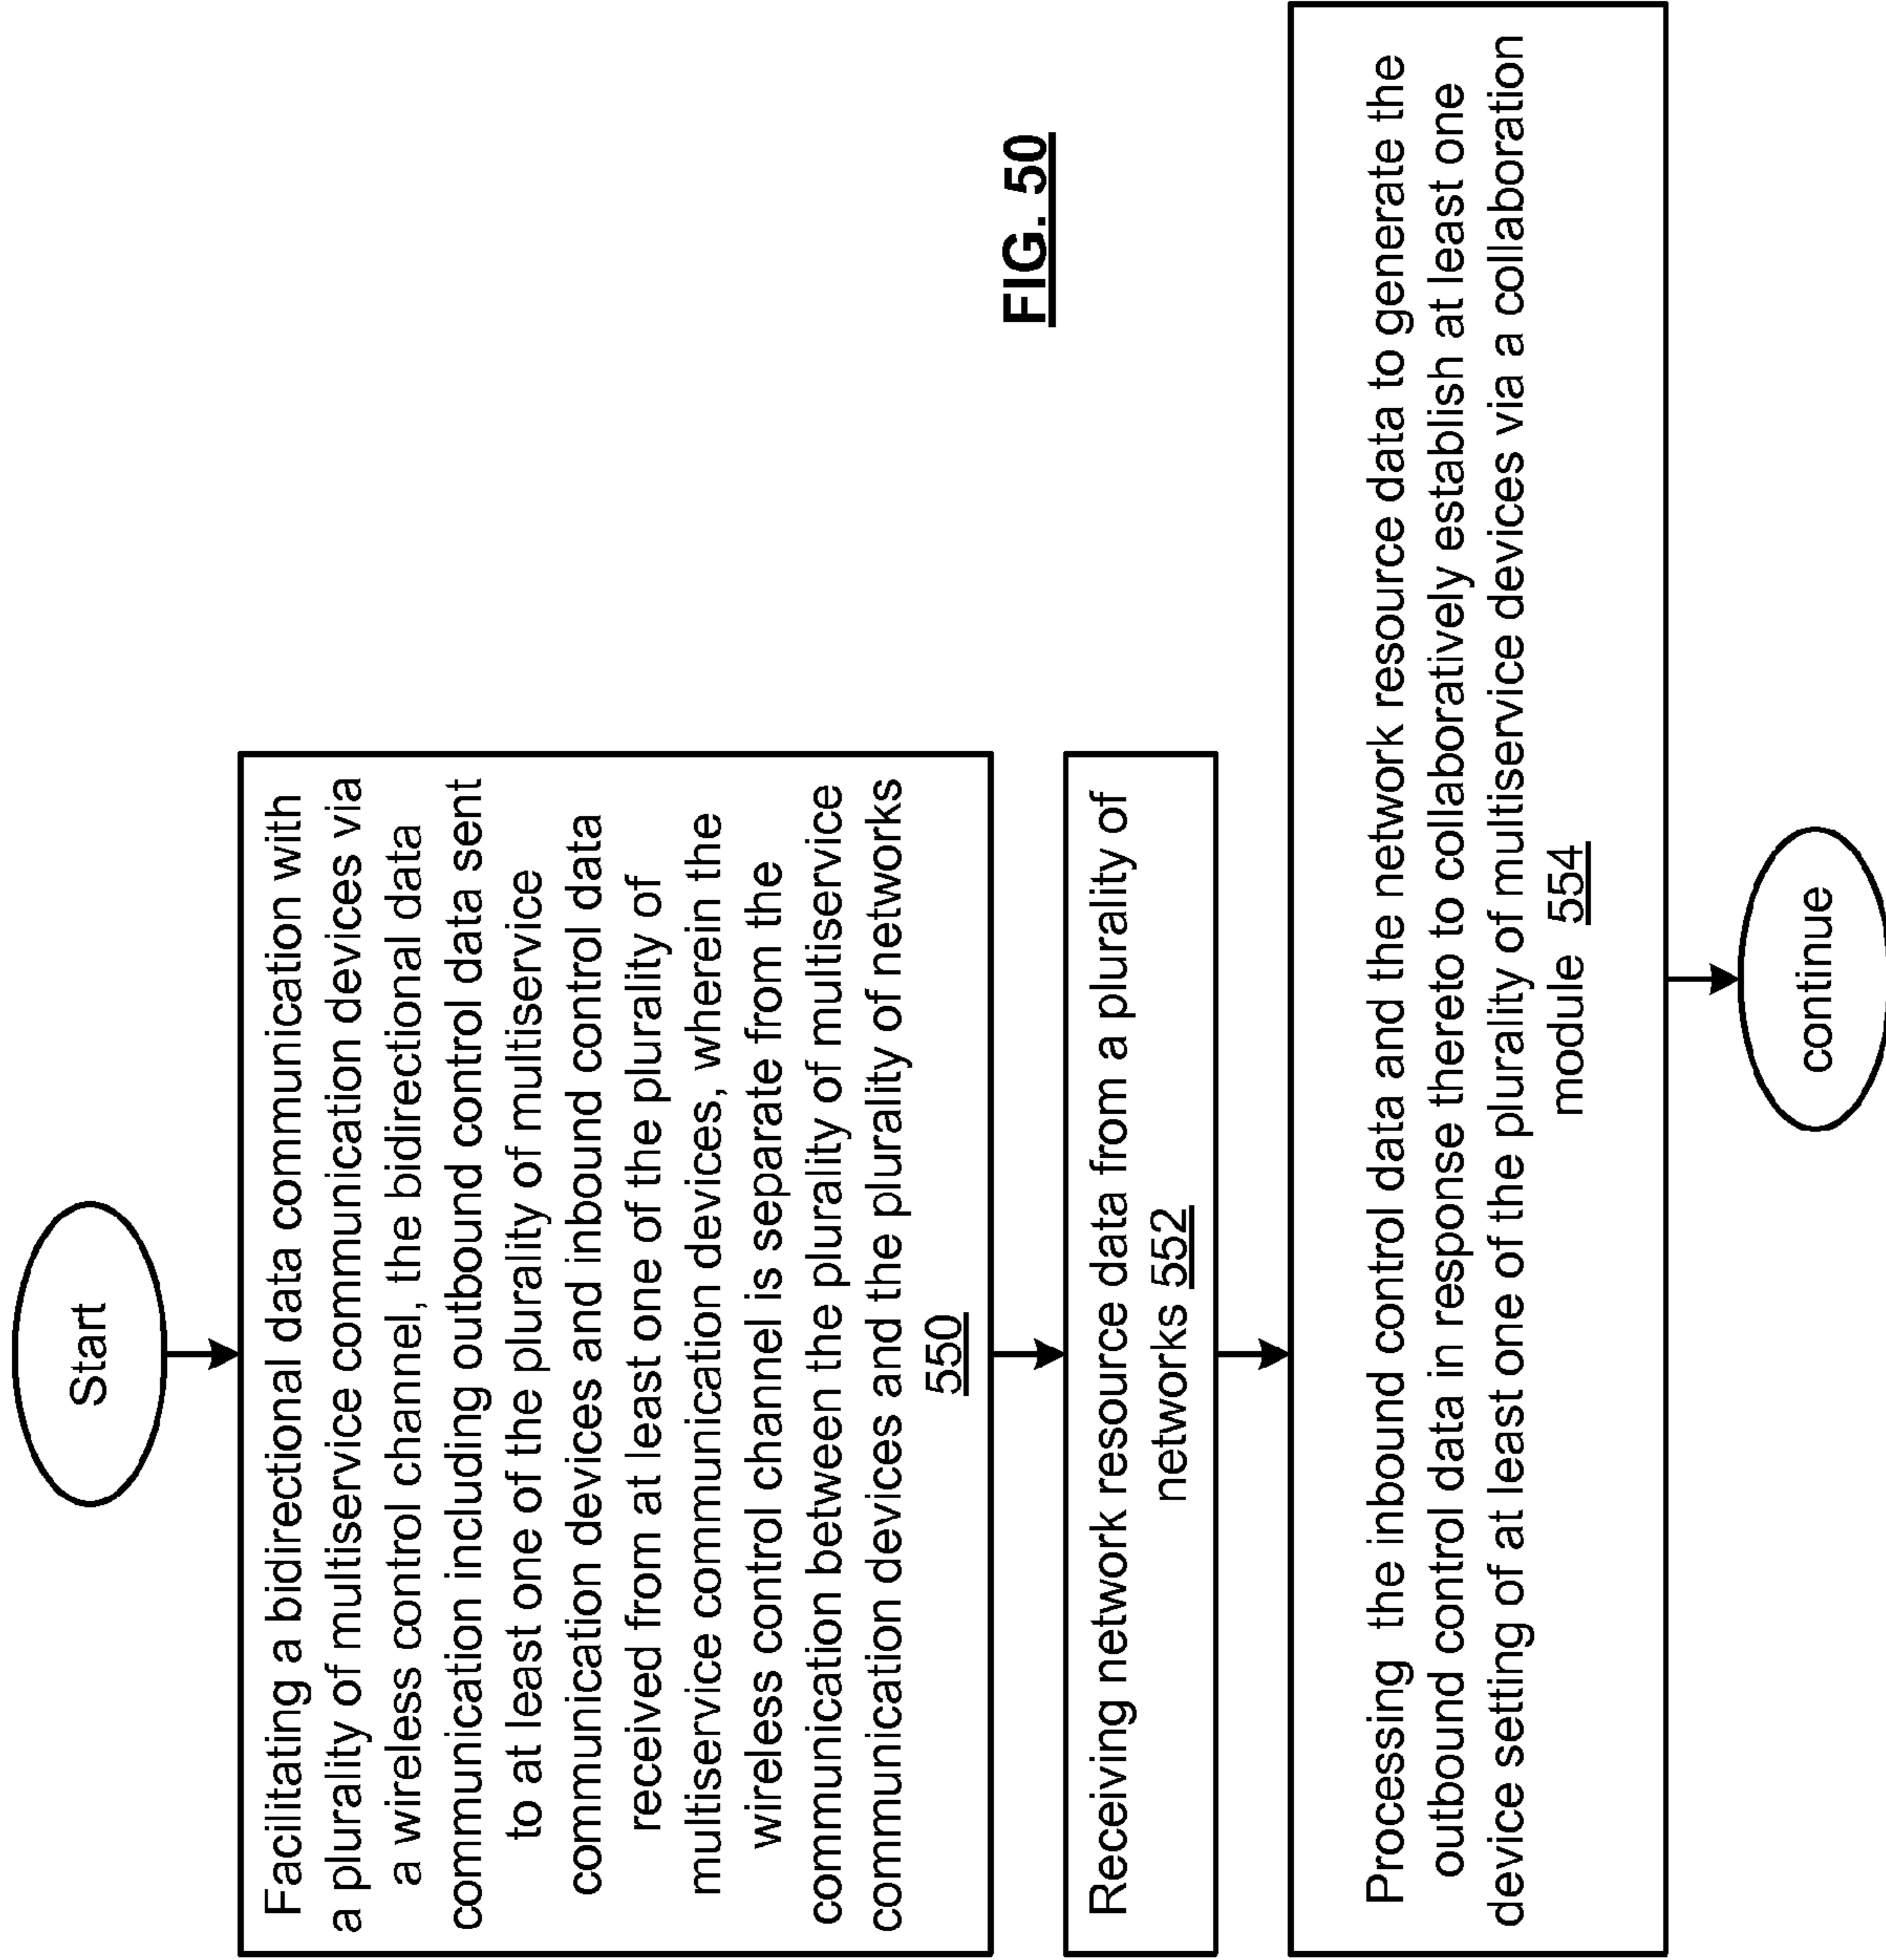 Start
Facilitating a bidirectional data communication with
a plurality of multiservice communication devices via
a wireless control channel, the bidirectional data
communication including outbound control data sent
to at least one of the plurality of multiservice
communication devices and inbound control data
received from at least one of the plurality of
multiservice communication devices, wherein the
wireless control channel is separate from the
communication between the plurality of multiservice
communication devices and the plurality of networks
550
Receiving network resource data from a plurality of
networks 552
Processing the inbound control data and the network resource data to generate the
outbound control data in response thereto to collaboratively establish at least one
device setting of at least one of the plurality of multiservice devices via a collaboration
module 554
continue
FIG. 50